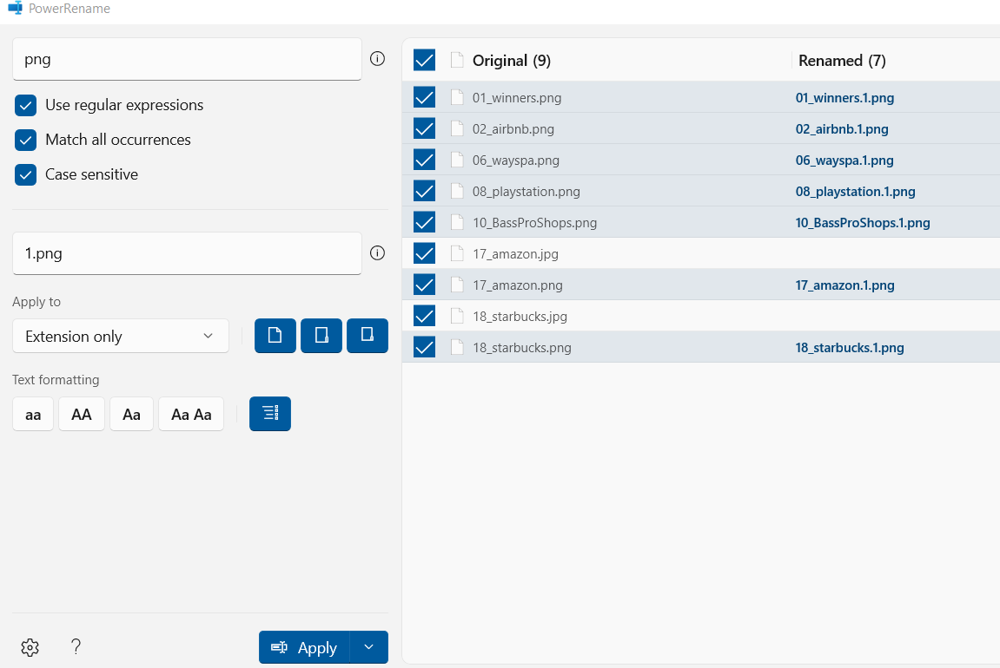 PowerRename
png
Use regular expressions
Match all occurrences
Case sensitive
1.png
Apply to
Extension only
Text formatting
aa AA Aa Aa Aa
? Apply
Original (9) Renamed (7)
01_winners.png 01_winners.1.png
02_airbnb.png 02_airbnb.1.png
06_wayspa.png 06_wayspa.1.png
08_playstation.png 08_playstation.1.png
10_BassProShops.png 10_BassProShops.1.png
17_amazon.jpg
17_amazon.png 17_amazon.1.png
18_starbucks.jpg
18_starbucks.png 18_starbucks.1.png